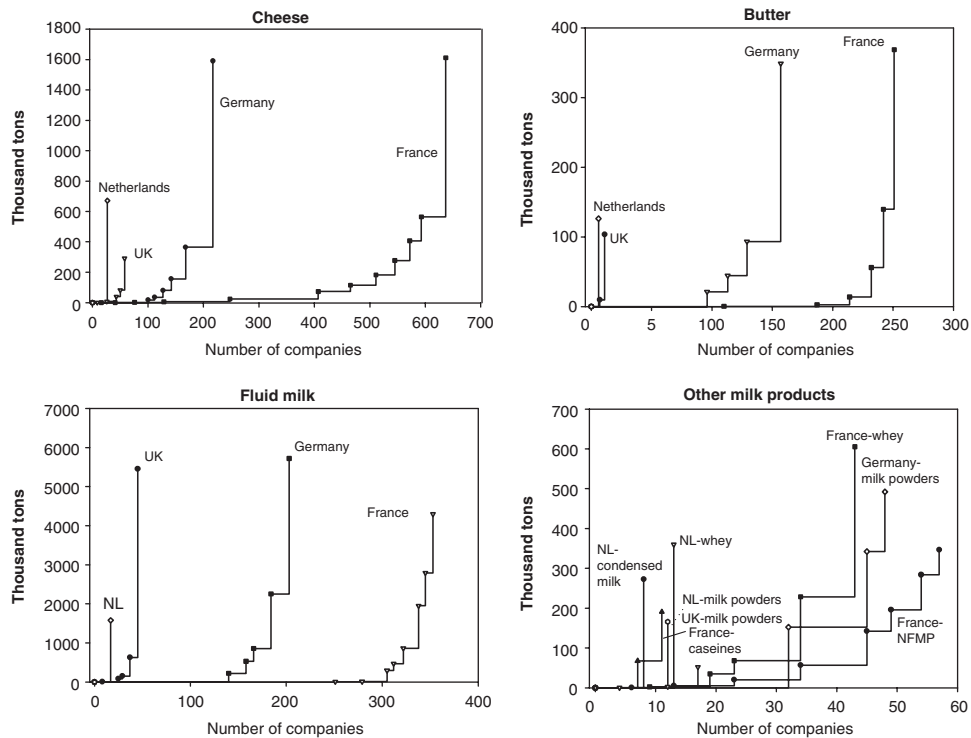 Cheese
1800
1600
1400
1200
1000
800
600
400
200
0
Thousand tons
Netherlands
UK
Germany
France
0 100 200 300 400 500 600 700
Number of companies
Butter
400
300
200
100
0
Thousand tons
Netherlands
UK
Germany
France
0 5 100 150 200 250 300
Number of companies
Fluid milk
7000
6000
5000
4000
3000
2000
1000
0
Thousand tons
NL
UK
Germany
France
0 100 200 300 400
Number of companies
Other milk products
700
600
500
400
300
200
100
0
Thousand tons
France-whey
Germany-
milk powders
NL-whey
NL-
condensed
milk
NL-milk powders
UK-milk powders
France-
caseines
France-
NFMP
0 10 20 30 40 50 60
Number of companies